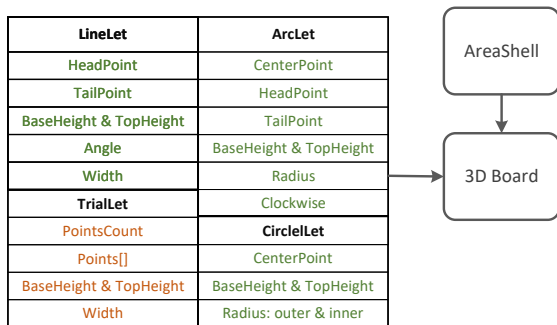 LineLet
HeadPoint
TailPoint
BaseHeight & TopHeight
Angle
Width
TrialLet
PointsCount
Points[]
BaseHeight & TopHeight
Width
ArcLet
CenterPoint
HeadPoint
TailPoint
BaseHeight & TopHeight
Radius
Clockwise
CirclelLet
CenterPoint
BaseHeight & TopHeight
Radius: outer & inner
AreaShell
3D Board